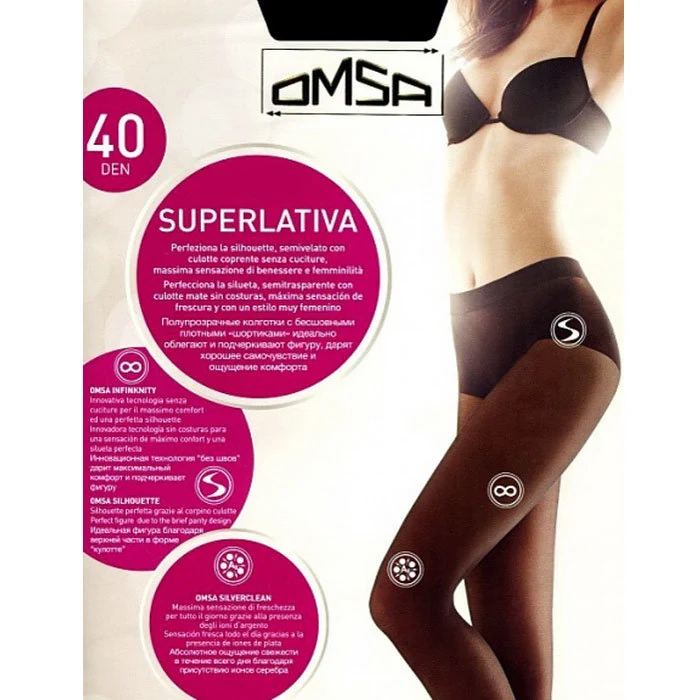 OMSA
40
DEN
SUPERLATIVA
Perfeziona la silhouette, semivelato con
culotte coprente senza cuciture,
massima sensazione di benessere e femminilità
Perfecciona la silueta, semitrasparente con
culotte mate sin costuras, máxima sensación de
frescura y con un estilo muy femenino
Полупрозрачные колготки с бесшовными
плотными «шортиками» идеально
облегают и подчеркивают фигуру, дарят
хорошее самочувствие и
ощущение комфорта
OMSA INFINKNITY
Innovativa tecnologia senza
cuciture per il massimo comfort
ed una perfetta silhouette
Innovadora tecnologia sin costuras para
una sensación de máximo confort y una
silueta perfecta
Инновационная технология "без швов"
дарит максимальный
комфорт и подчеркивает
фигуру
OMSA SILHOUETTE
Silhouette perfetta grazie al corpino culotte
Perfect figure due to the brief panty design
Идеальная фигура благодаря
верхней части в форме
"кулотте"
OMSA SILVERCLEAN
Massima sensazione di freschezza
per tutto il giorno grazie alla presenza
degli ioni d'argento
Sensación fresca todo el día gracias a la
presencia de iones de plata
Абсолютное ощущение свежести
в течение всего дня благодаря
присутствию ионов серебра